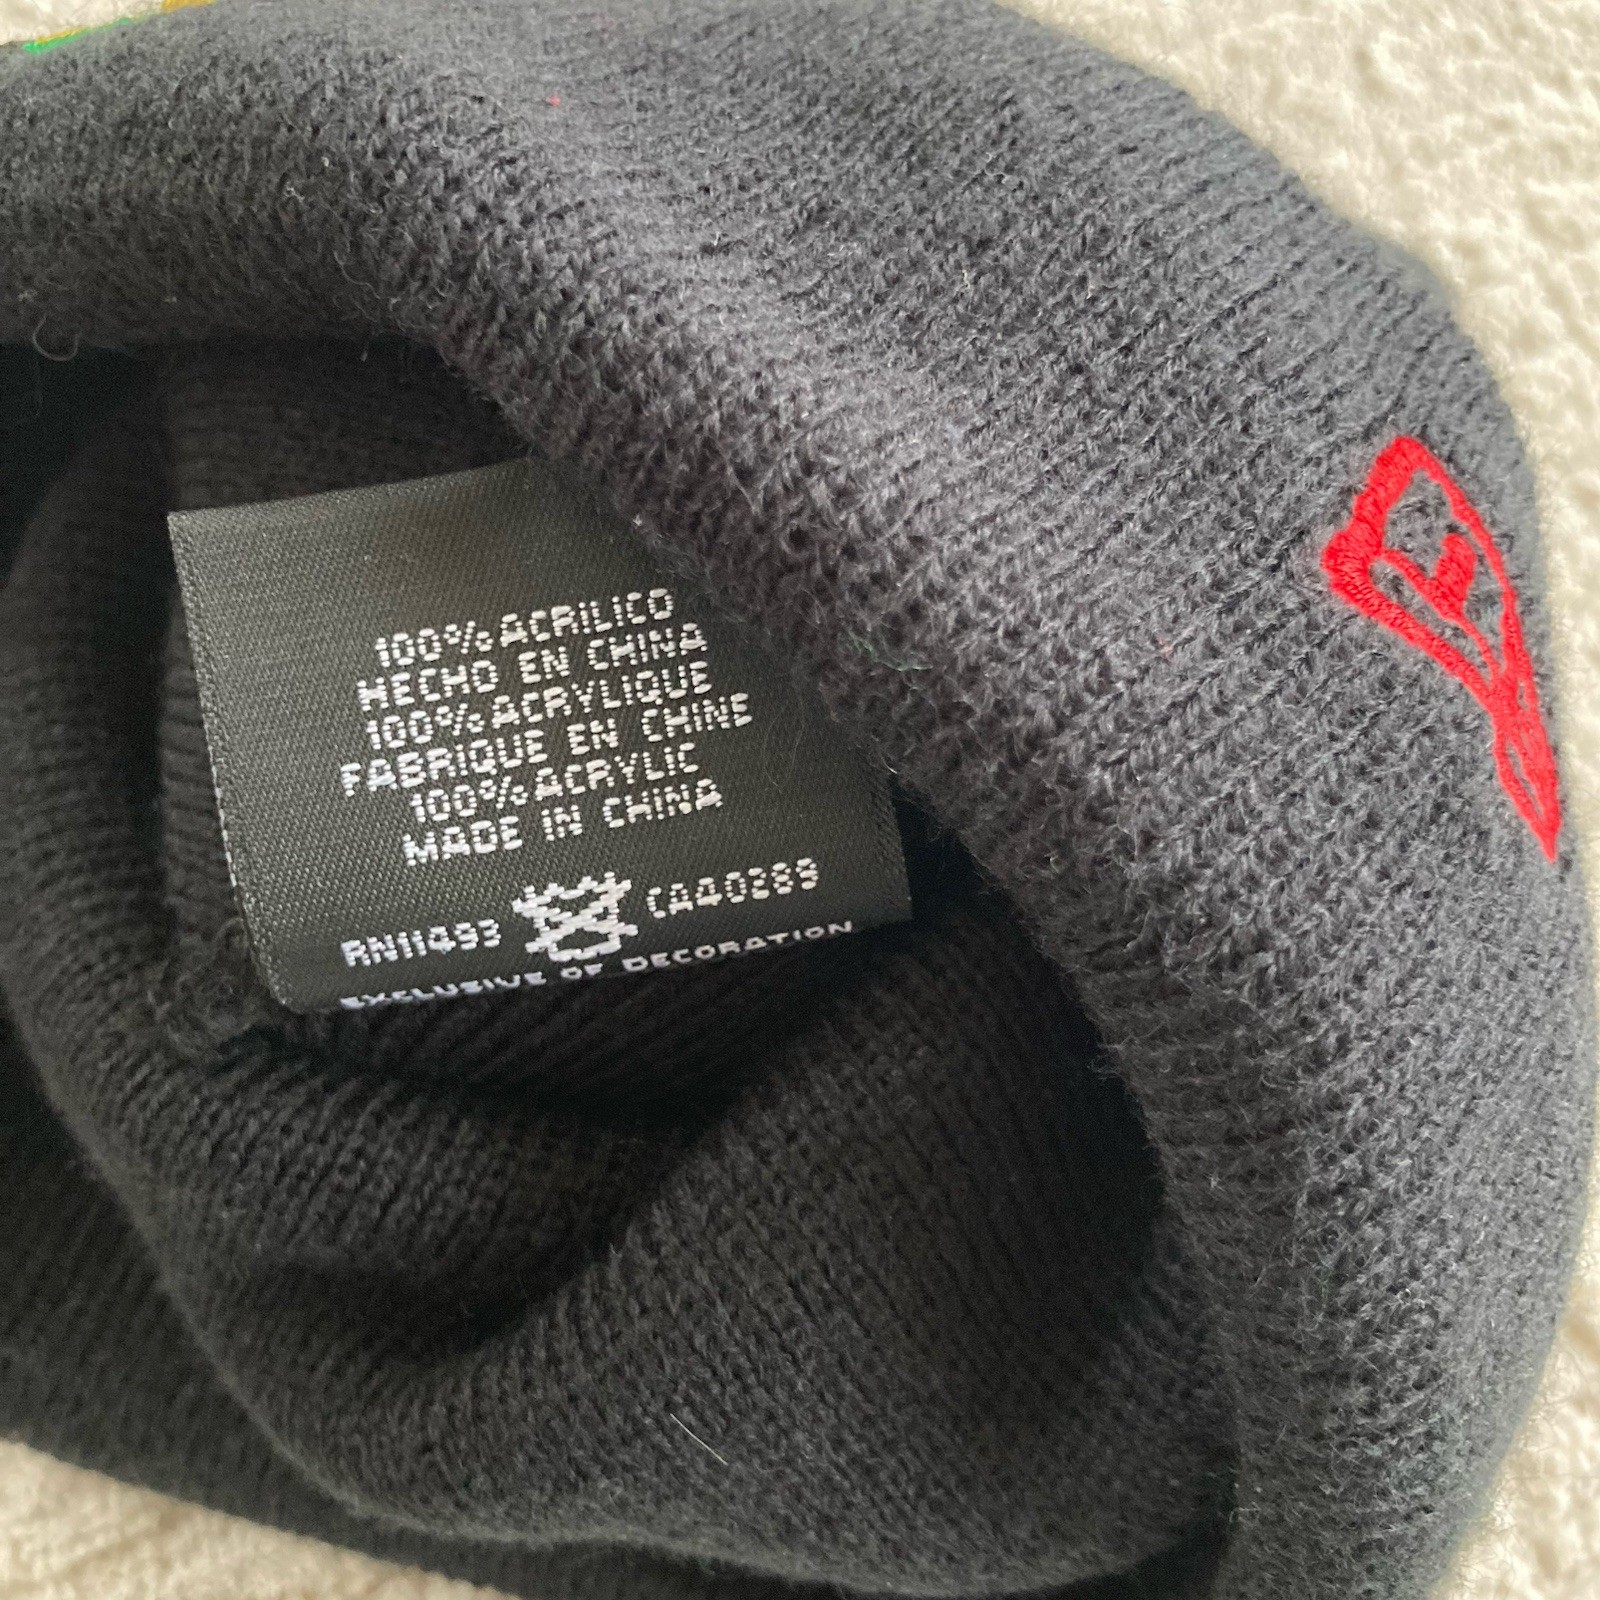 100% ACRILICO
HECHO EN CHINA
100% ACRYLIQUE
FABRIQUE EN CHINE
100% ACRYLIC
MADE IN CHINA
RN11493 CA40289
EXCLUSIVE OF DECORATION